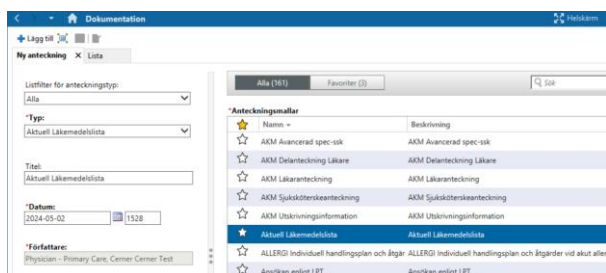 Dokumentation
Helskärm
Lägg till
Ny anteckning × Lista
Listfilter för anteckningstyp:
Alla
*Typ:
Aktuell Läkemedelslista
Titel:
Aktuell Läkemedelslista
*Datum:
2024-05-02 1528
*Författare:
Physician - Primary Care, Cerner Cerner Test
Alla (161) Favoriter (3) Sök
*Anteckningsmallar
Namn Beskrivning
AKM Avancerad spec-ssk AKM Avancerad spec-ssk
AKM Delanteckning Läkare AKM Delanteckning Läkare
AKM Läkaranteckning AKM Läkaranteckning
AKM Sjuksköterskeanteckning AKM Sjuksköterskeanteckning
AKM Utskrivningsinformation AKM Utskrivningsinformation
Aktuell Läkemedelslista Aktuell Läkemedelslista
ALLERGI Individuell handlingsplan och åtgär ALLERGI Individuell handlingsplan och åtgärder vid akut alle
Ansökan enligt LPT Ansökan enligt LPT